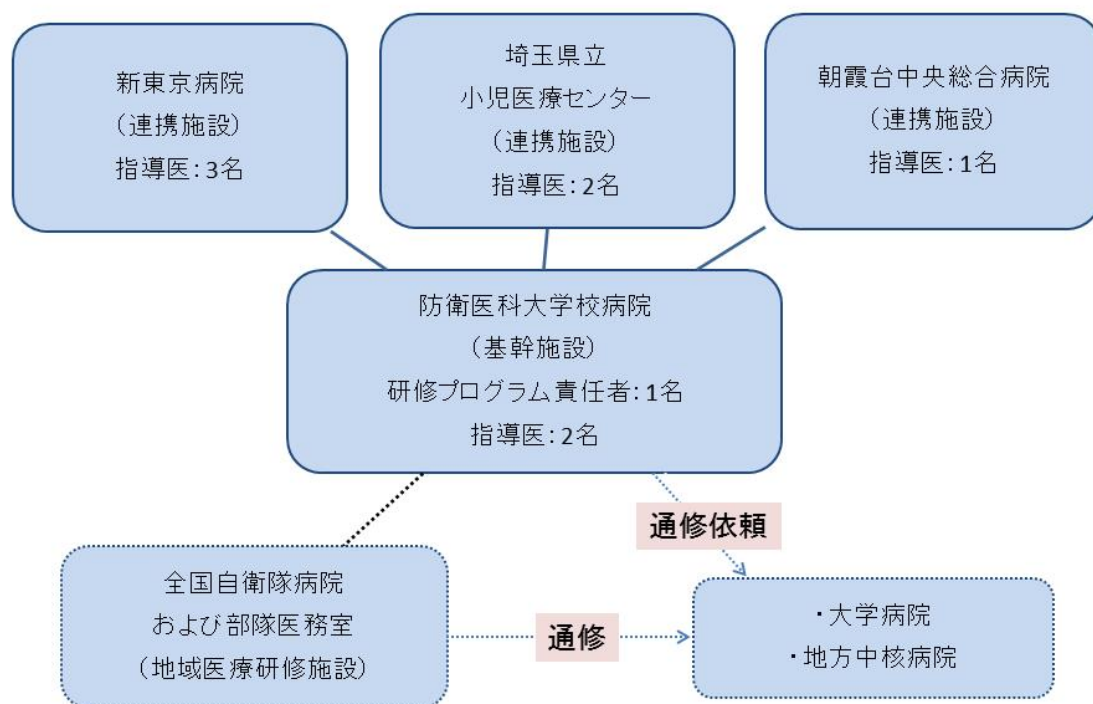 新東京病院
（連携施設）
指導医：3名
埼玉県立
小児医療センター
（連携施設）
指導医：2名
朝霞台中央総合病院
（連携施設）
指導医：1名
防衛医科大学校病院
（基幹施設）
研修プログラム責任者：1名
指導医：2名
通修依頼
全国自衛隊病院
および部隊医務室
（地域医療研修施設）
通修
・大学病院
・地方中核病院